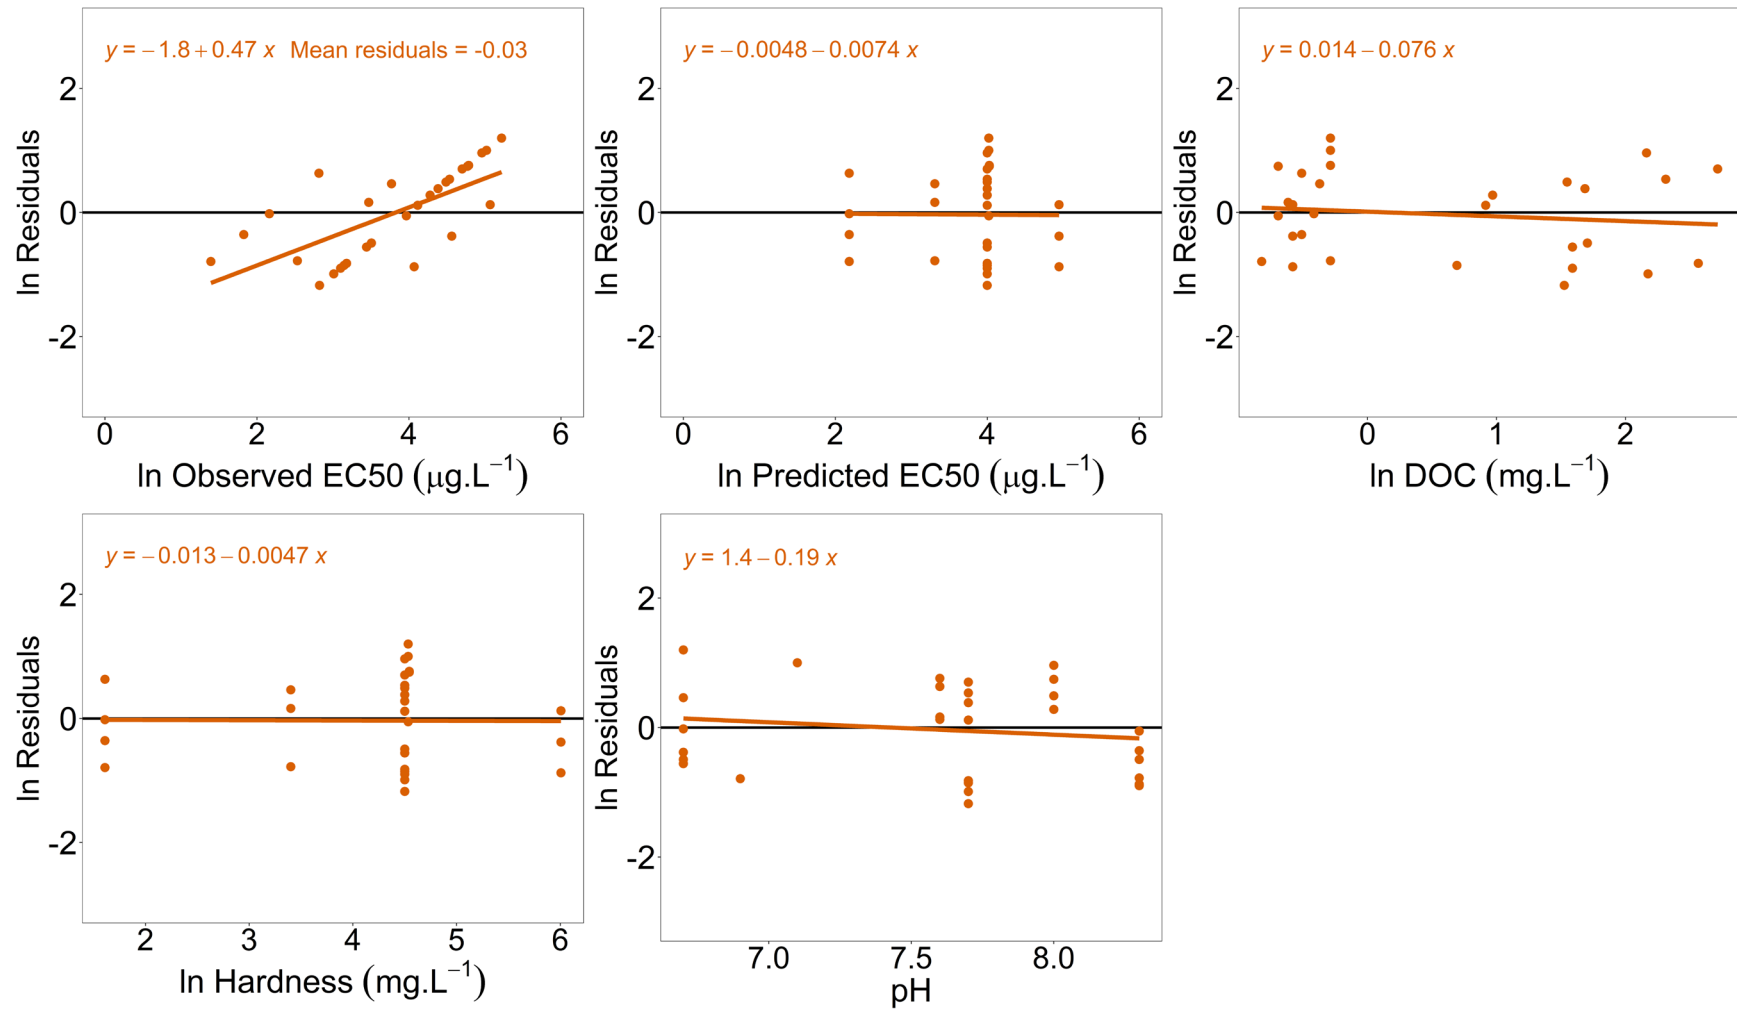 y = −1.8 + 0.47 x Mean residuals = -0.03
2
0
-2
ln Residuals
0 2 4 6
ln Observed EC50 (μg.L⁻¹)
y = −0.0048 − 0.0074 x
2
0
-2
ln Residuals
0 2 4 6
ln Predicted EC50 (μg.L⁻¹)
y = 0.014 − 0.076 x
2
0
-2
ln Residuals
0 1 2
ln DOC (mg.L⁻¹)
y = −0.013 − 0.0047 x
2
0
-2
ln Residuals
2 3 4 5 6
ln Hardness (mg.L⁻¹)
y = 1.4 − 0.19 x
2
0
-2
ln Residuals
7.0 7.5 8.0
pH